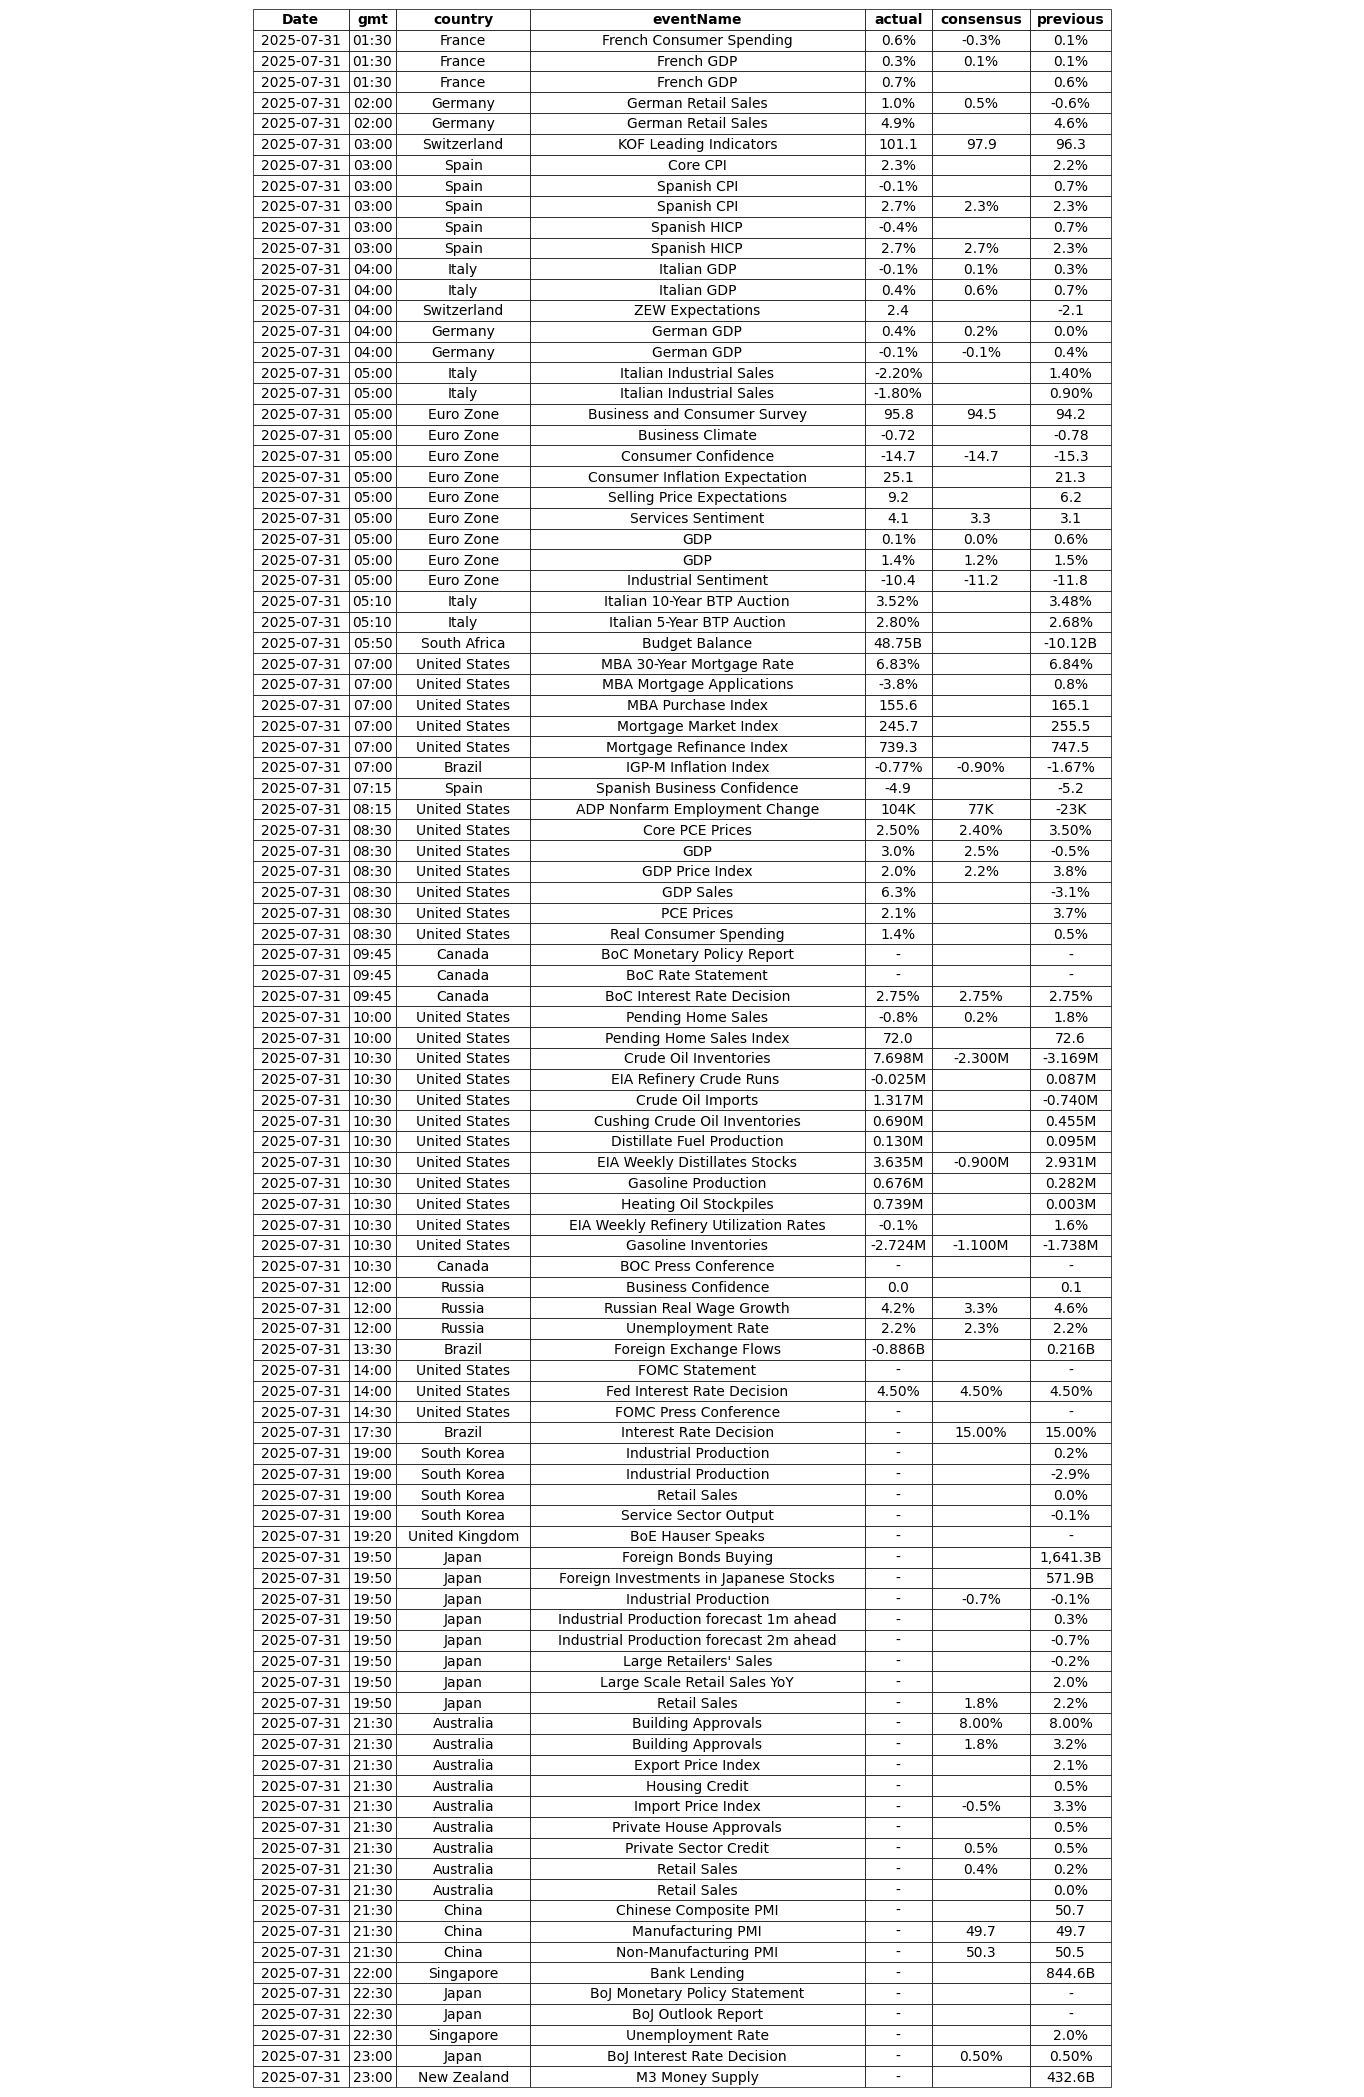 Date gmt country eventName actual consensus previous
2025-07-31 01:30 France French Consumer Spending 0.6% -0.3% 0.1%
2025-07-31 01:30 France French GDP 0.3% 0.1% 0.1%
2025-07-31 01:30 France French GDP 0.7% 0.6%
2025-07-31 02:00 Germany German Retail Sales 1.0% 0.5% -0.6%
2025-07-31 02:00 Germany German Retail Sales 4.9% 4.6%
2025-07-31 03:00 Switzerland KOF Leading Indicators 101.1 97.9 96.3
2025-07-31 03:00 Spain Core CPI 2.3% 2.2%
2025-07-31 03:00 Spain Spanish CPI -0.1% 0.7%
2025-07-31 03:00 Spain Spanish CPI 2.7% 2.3% 2.3%
2025-07-31 03:00 Spain Spanish HICP -0.4% 0.7%
2025-07-31 03:00 Spain Spanish HICP 2.7% 2.7% 2.3%
2025-07-31 04:00 Italy Italian GDP -0.1% 0.1% 0.3%
2025-07-31 04:00 Italy Italian GDP 0.4% 0.6% 0.7%
2025-07-31 04:00 Switzerland ZEW Expectations 2.4 -2.1
2025-07-31 04:00 Germany German GDP 0.4% 0.2% 0.0%
2025-07-31 04:00 Germany German GDP -0.1% -0.1% 0.4%
2025-07-31 05:00 Italy Italian Industrial Sales -2.20% 1.40%
2025-07-31 05:00 Italy Italian Industrial Sales -1.80% 0.90%
2025-07-31 05:00 Euro Zone Business and Consumer Survey 95.8 94.5 94.2
2025-07-31 05:00 Euro Zone Business Climate -0.72 -0.78
2025-07-31 05:00 Euro Zone Consumer Confidence -14.7 -14.7 -15.3
2025-07-31 05:00 Euro Zone Consumer Inflation Expectation 25.1 21.3
2025-07-31 05:00 Euro Zone Selling Price Expectations 9.2 6.2
2025-07-31 05:00 Euro Zone Services Sentiment 4.1 3.3 3.1
2025-07-31 05:00 Euro Zone GDP 0.1% 0.0% 0.6%
2025-07-31 05:00 Euro Zone GDP 1.4% 1.2% 1.5%
2025-07-31 05:00 Euro Zone Industrial Sentiment -10.4 -11.2 -11.8
2025-07-31 05:10 Italy Italian 10-Year BTP Auction 3.52% 3.48%
2025-07-31 05:10 Italy Italian 5-Year BTP Auction 2.80% 2.68%
2025-07-31 05:50 South Africa Budget Balance 48.75B -10.12B
2025-07-31 07:00 United States MBA 30-Year Mortgage Rate 6.83% 6.84%
2025-07-31 07:00 United States MBA Mortgage Applications -3.8% 0.8%
2025-07-31 07:00 United States MBA Purchase Index 155.6 165.1
2025-07-31 07:00 United States Mortgage Market Index 245.7 255.5
2025-07-31 07:00 United States Mortgage Refinance Index 739.3 747.5
2025-07-31 07:00 Brazil IGP-M Inflation Index -0.77% -0.90% -1.67%
2025-07-31 07:15 Spain Spanish Business Confidence -4.9 -5.2
2025-07-31 08:15 United States ADP Nonfarm Employment Change 104K 77K -23K
2025-07-31 08:30 United States Core PCE Prices 2.50% 2.40% 3.50%
2025-07-31 08:30 United States GDP 3.0% 2.5% -0.5%
2025-07-31 08:30 United States GDP Price Index 2.0% 2.2% 3.8%
2025-07-31 08:30 United States GDP Sales 6.3% -3.1%
2025-07-31 08:30 United States PCE Prices 2.1% 3.7%
2025-07-31 08:30 United States Real Consumer Spending 1.4% 0.5%
2025-07-31 09:45 Canada BoC Monetary Policy Report - -
2025-07-31 09:45 Canada BoC Rate Statement - -
2025-07-31 09:45 Canada BoC Interest Rate Decision 2.75% 2.75% 2.75%
2025-07-31 10:00 United States Pending Home Sales -0.8% 0.2% 1.8%
2025-07-31 10:00 United States Pending Home Sales Index 72.0 72.6
2025-07-31 10:30 United States Crude Oil Inventories 7.698M -2.300M -3.169M
2025-07-31 10:30 United States EIA Refinery Crude Runs -0.025M 0.087M
2025-07-31 10:30 United States Crude Oil Imports 1.317M -0.740M
2025-07-31 10:30 United States Cushing Crude Oil Inventories 0.690M 0.455M
2025-07-31 10:30 United States Distillate Fuel Production 0.130M 0.095M
2025-07-31 10:30 United States EIA Weekly Distillates Stocks 3.635M -0.900M 2.931M
2025-07-31 10:30 United States Gasoline Production 0.676M 0.282M
2025-07-31 10:30 United States Heating Oil Stockpiles 0.739M 0.003M
2025-07-31 10:30 United States EIA Weekly Refinery Utilization Rates -0.1% 1.6%
2025-07-31 10:30 United States Gasoline Inventories -2.724M -1.100M -1.738M
2025-07-31 10:30 Canada BOC Press Conference - -
2025-07-31 12:00 Russia Business Confidence 0.0 0.1
2025-07-31 12:00 Russia Russian Real Wage Growth 4.2% 3.3% 4.6%
2025-07-31 12:00 Russia Unemployment Rate 2.2% 2.3% 2.2%
2025-07-31 13:30 Brazil Foreign Exchange Flows -0.886B 0.216B
2025-07-31 14:00 United States FOMC Statement - -
2025-07-31 14:00 United States Fed Interest Rate Decision 4.50% 4.50% 4.50%
2025-07-31 14:30 United States FOMC Press Conference - -
2025-07-31 17:30 Brazil Interest Rate Decision - 15.00% 15.00%
2025-07-31 19:00 South Korea Industrial Production - 0.2%
2025-07-31 19:00 South Korea Industrial Production - -2.9%
2025-07-31 19:00 South Korea Retail Sales - 0.0%
2025-07-31 19:00 South Korea Service Sector Output - -0.1%
2025-07-31 19:20 United Kingdom BoE Hauser Speaks - -
2025-07-31 19:50 Japan Foreign Bonds Buying - 1,641.3B
2025-07-31 19:50 Japan Foreign Investments in Japanese Stocks - 571.9B
2025-07-31 19:50 Japan Industrial Production - -0.7% -0.1%
2025-07-31 19:50 Japan Industrial Production forecast 1m ahead - 0.3%
2025-07-31 19:50 Japan Industrial Production forecast 2m ahead - -0.7%
2025-07-31 19:50 Japan Large Retailers' Sales - -0.2%
2025-07-31 19:50 Japan Large Scale Retail Sales YoY - 2.0%
2025-07-31 19:50 Japan Retail Sales - 1.8% 2.2%
2025-07-31 21:30 Australia Building Approvals - 8.00% 8.00%
2025-07-31 21:30 Australia Building Approvals - 1.8% 3.2%
2025-07-31 21:30 Australia Export Price Index - 2.1%
2025-07-31 21:30 Australia Housing Credit - 0.5%
2025-07-31 21:30 Australia Import Price Index - -0.5% 3.3%
2025-07-31 21:30 Australia Private House Approvals - 0.5%
2025-07-31 21:30 Australia Private Sector Credit - 0.5% 0.5%
2025-07-31 21:30 Australia Retail Sales - 0.4% 0.2%
2025-07-31 21:30 Australia Retail Sales - 0.0%
2025-07-31 21:30 China Chinese Composite PMI - 50.7
2025-07-31 21:30 China Manufacturing PMI - 49.7 49.7
2025-07-31 21:30 China Non-Manufacturing PMI - 50.3 50.5
2025-07-31 22:00 Singapore Bank Lending - 844.6B
2025-07-31 22:30 Japan BoJ Monetary Policy Statement - -
2025-07-31 22:30 Japan BoJ Outlook Report - -
2025-07-31 22:30 Singapore Unemployment Rate - 2.0%
2025-07-31 23:00 Japan BoJ Interest Rate Decision - 0.50% 0.50%
2025-07-31 23:00 New Zealand M3 Money Supply - 432.6B